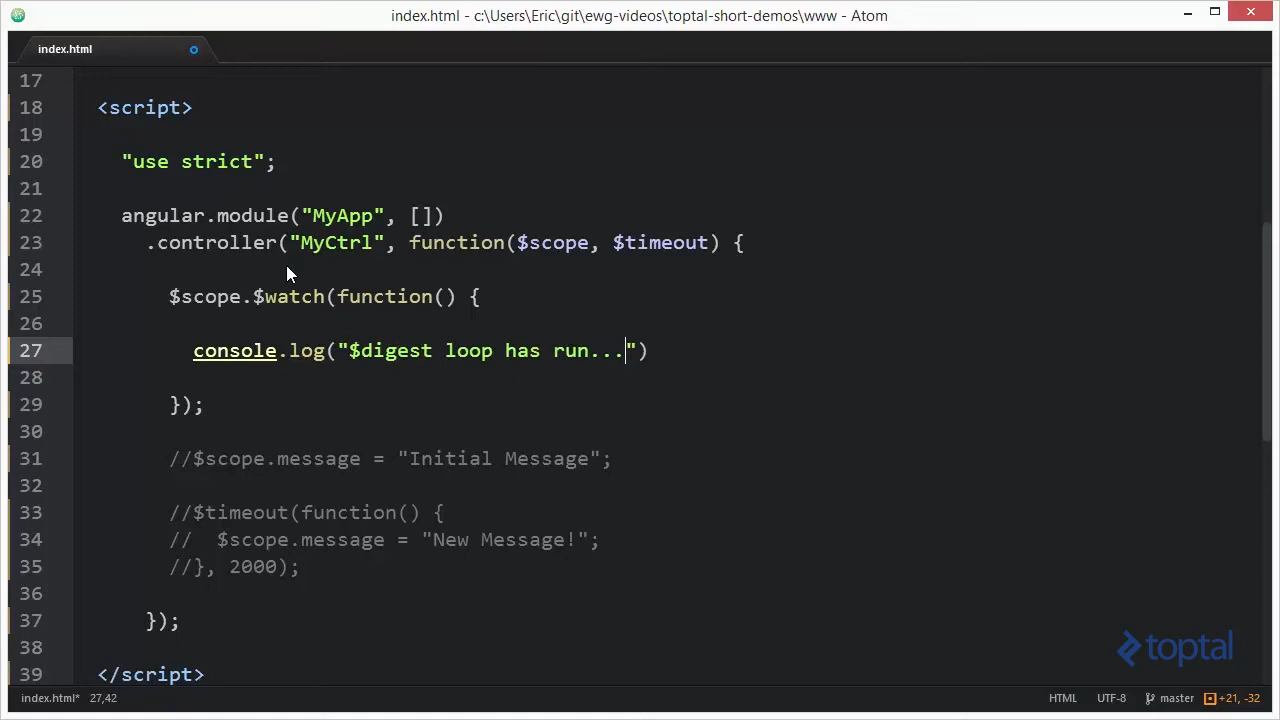 index.html - c:\Users\Eric\git\ewg-videos\toptal-short-demos\www - Atom
index.html
17
18 <script>
19
20 "use strict";
21
22 angular.module("MyApp", [])
23 .controller("MyCtrl", function($scope, $timeout) {
24
25 $scope.$watch(function() {
26
27 console.log("$digest loop has run...")
28
29 });
30
31 //$scope.message = "Initial Message";
32
33 //$timeout(function() {
34 //  $scope.message = "New Message!";
35 //}, 2000);
36
37 });
38
39 </script>
toptal
index.html* 27,42 HTML UTF-8 master +21, -32